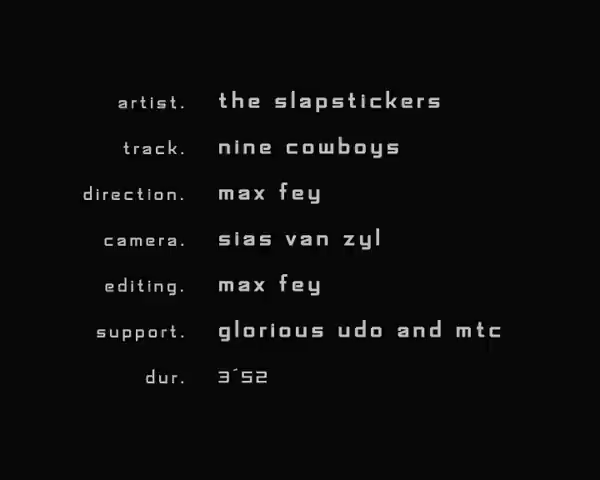 artist. the slapstickers
track. nine cowboys
direction. max fey
camera. sias van zyl
editing. max fey
support. glorious udo and mtc
dur. 3´52